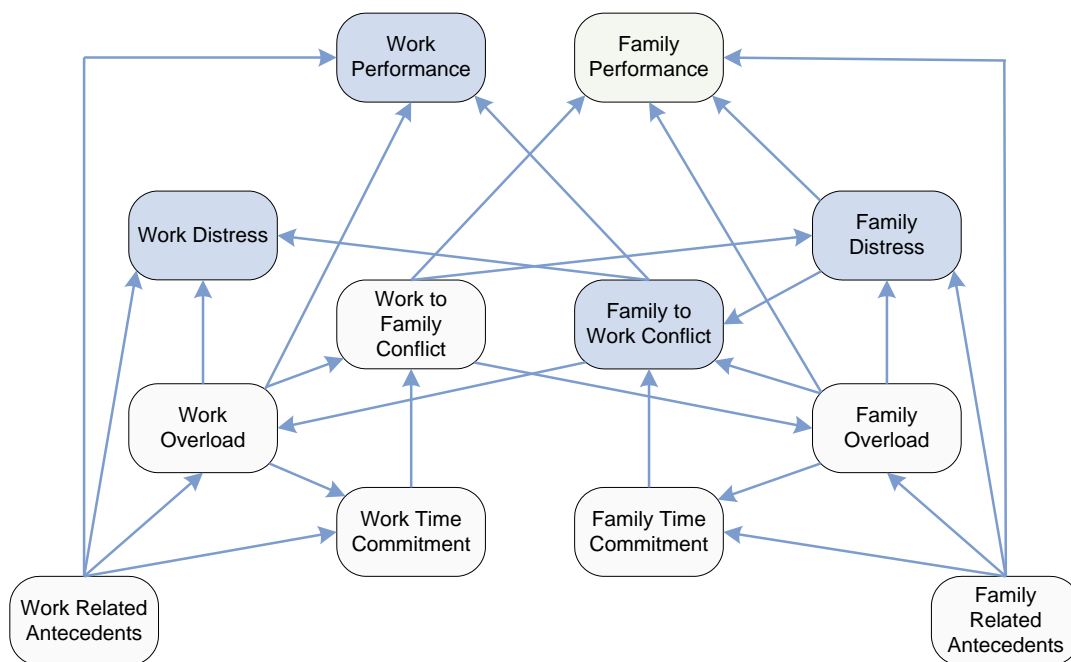 Work
Performance
Family
Performance
Work Distress
Family
Distress
Work to
Family
Conflict
Family to
Work Conflict
Work
Overload
Family
Overload
Work Time
Commitment
Family Time
Commitment
Work Related
Antecedents
Family
Related
Antecedents